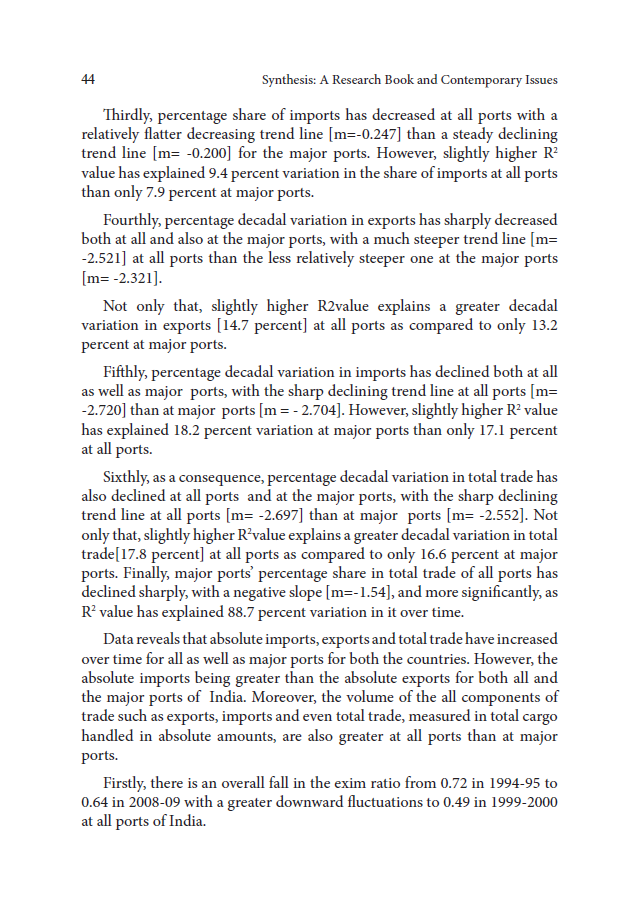 44 Synthesis: A Research Book and Contemporary Issues
Thirdly, percentage share of imports has decreased at all ports with a
relatively flatter decreasing trend line [m=-0.247] than a steady declining
trend line [m= -0.200] for the major ports. However, slightly higher R²
value has explained 9.4 percent variation in the share of imports at all ports
than only 7.9 percent at major ports.
Fourthly, percentage decadal variation in exports has sharply decreased
both at all and also at the major ports, with a much steeper trend line [m=
-2.521] at all ports than the less relatively steeper one at the major ports
[m= -2.321].
Not only that, slightly higher R2value explains a greater decadal
variation in exports [14.7 percent] at all ports as compared to only 13.2
percent at major ports.
Fifthly, percentage decadal variation in imports has declined both at all
as well as major ports, with the sharp declining trend line at all ports [m=
-2.720] than at major ports [m = - 2.704]. However, slightly higher R² value
has explained 18.2 percent variation at major ports than only 17.1 percent
at all ports.
Sixthly, as a consequence, percentage decadal variation in total trade has
also declined at all ports and at the major ports, with the sharp declining
trend line at all ports [m= -2.697] than at major ports [m= -2.552]. Not
only that, slightly higher R²value explains a greater decadal variation in total
trade[17.8 percent] at all ports as compared to only 16.6 percent at major
ports. Finally, major ports’ percentage share in total trade of all ports has
declined sharply, with a negative slope [m=-1.54], and more significantly, as
R² value has explained 88.7 percent variation in it over time.
Data reveals that absolute imports, exports and total trade have increased
over time for all as well as major ports for both the countries. However, the
absolute imports being greater than the absolute exports for both all and
the major ports of India. Moreover, the volume of the all components of
trade such as exports, imports and even total trade, measured in total cargo
handled in absolute amounts, are also greater at all ports than at major
ports.
Firstly, there is an overall fall in the exim ratio from 0.72 in 1994-95 to
0.64 in 2008-09 with a greater downward fluctuations to 0.49 in 1999-2000
at all ports of India.